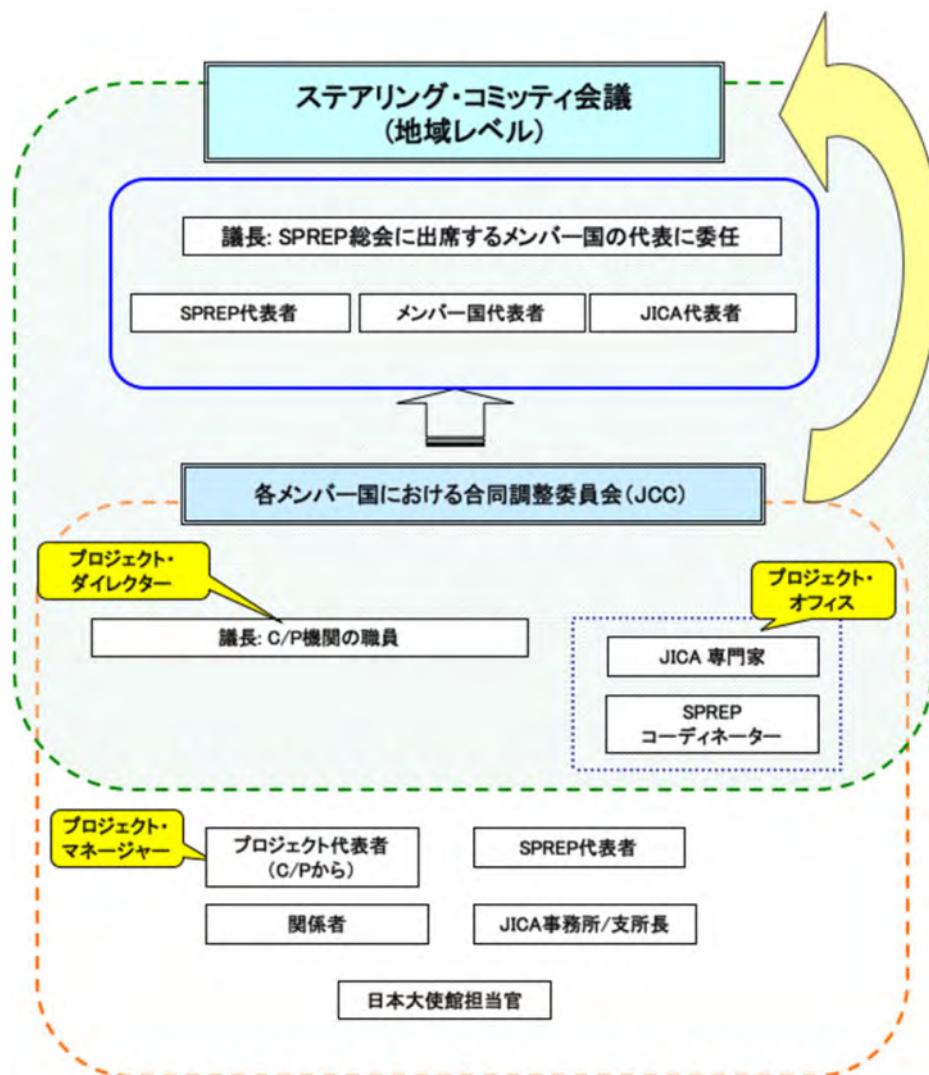 ステアリング・コミッティ会議
(地域レベル)
議長: SPREP総会に出席するメンバー国の代表に委任
SPREP代表者
メンバー国代表者
JICA代表者
各メンバー国における合同調整委員会(JCC)
プロジェクト・
ダイレクター
プロジェクト・
オフィス
議長: C/P機関の職員
JICA 専門家
SPREP
コーディネーター
プロジェクト・
マネージャー
プロジェクト代表者
(C/Pから)
SPREP代表者
関係者
JICA事務所/支所長
日本大使館担当官